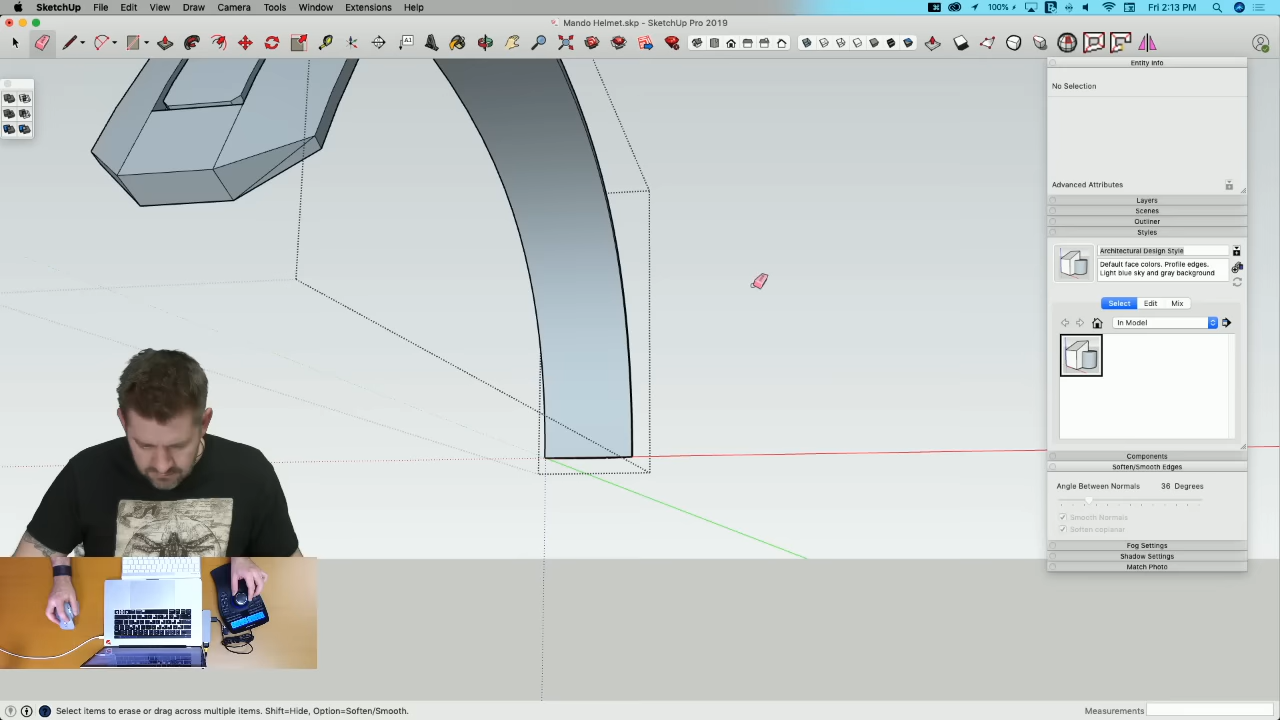 SketchUp File Edit View Draw Camera Tools Window Extensions Help
100% Fri 2:13 PM
Mando Helmet.skp - SketchUp Pro 2019
A1
Entity Info
No Selection
Advanced Attributes
Layers
Scenes
Outliner
Styles
Architectural Design Style
Default face colors. Profile edges.
Light blue sky and gray background
Select Edit Mix
In Model
Components
Soften/Smooth Edges
Angle Between Normals 36 Degrees
Smooth Normals
Soften coplanar
Fog Settings
Shadow Settings
Match Photo
Select items to erase or drag across multiple items. Shift=Hide, Option=Soften/Smooth.
Measurements